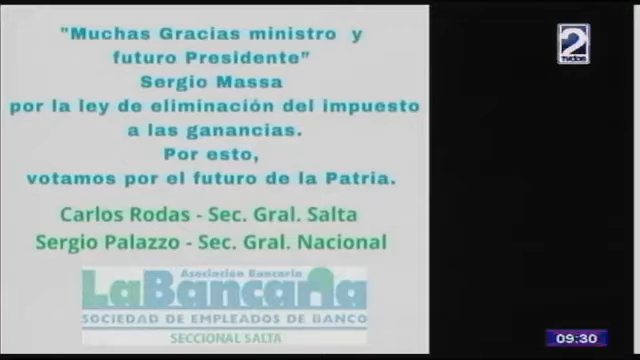 "Muchas Gracias ministro y
futuro Presidente"
Sergio Massa
por la ley de eliminación del impuesto
a las ganancias.
Por esto,
votamos por el futuro de la Patria.
Carlos Rodas - Sec. Gral. Salta
Sergio Palazzo - Sec. Gral. Nacional
Asociación Bancaria
LaBancaria
SOCIEDAD DE EMPLEADOS DE BANCO
SECCIONAL SALTA
2
TVDOS
09:30